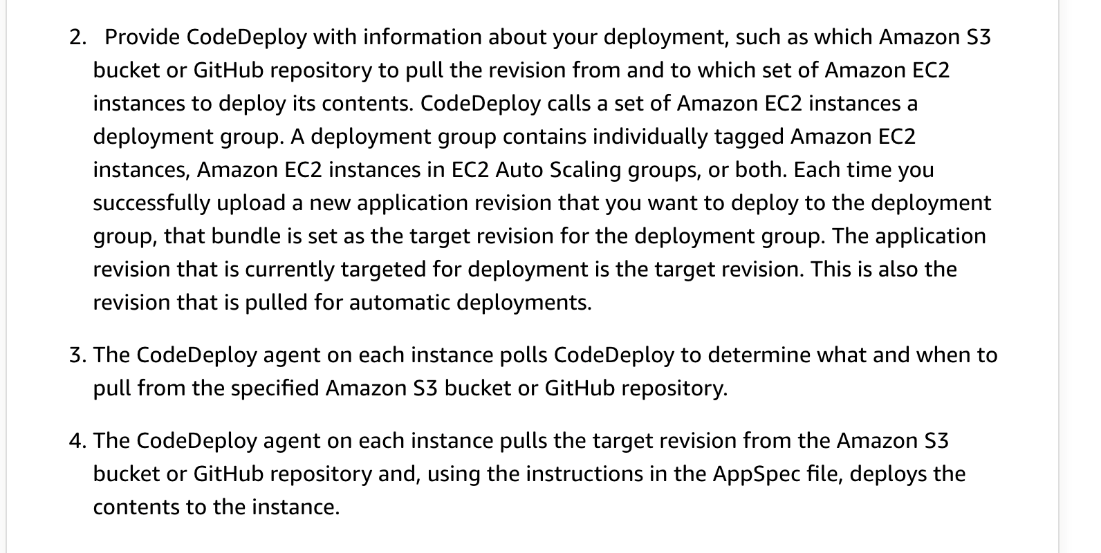 2. Provide CodeDeploy with information about your deployment, such as which Amazon S3
bucket or GitHub repository to pull the revision from and to which set of Amazon EC2
instances to deploy its contents. CodeDeploy calls a set of Amazon EC2 instances a
deployment group. A deployment group contains individually tagged Amazon EC2
instances, Amazon EC2 instances in EC2 Auto Scaling groups, or both. Each time you
successfully upload a new application revision that you want to deploy to the deployment
group, that bundle is set as the target revision for the deployment group. The application
revision that is currently targeted for deployment is the target revision. This is also the
revision that is pulled for automatic deployments.
3. The CodeDeploy agent on each instance polls CodeDeploy to determine what and when to
pull from the specified Amazon S3 bucket or GitHub repository.
4. The CodeDeploy agent on each instance pulls the target revision from the Amazon S3
bucket or GitHub repository and, using the instructions in the AppSpec file, deploys the
contents to the instance.